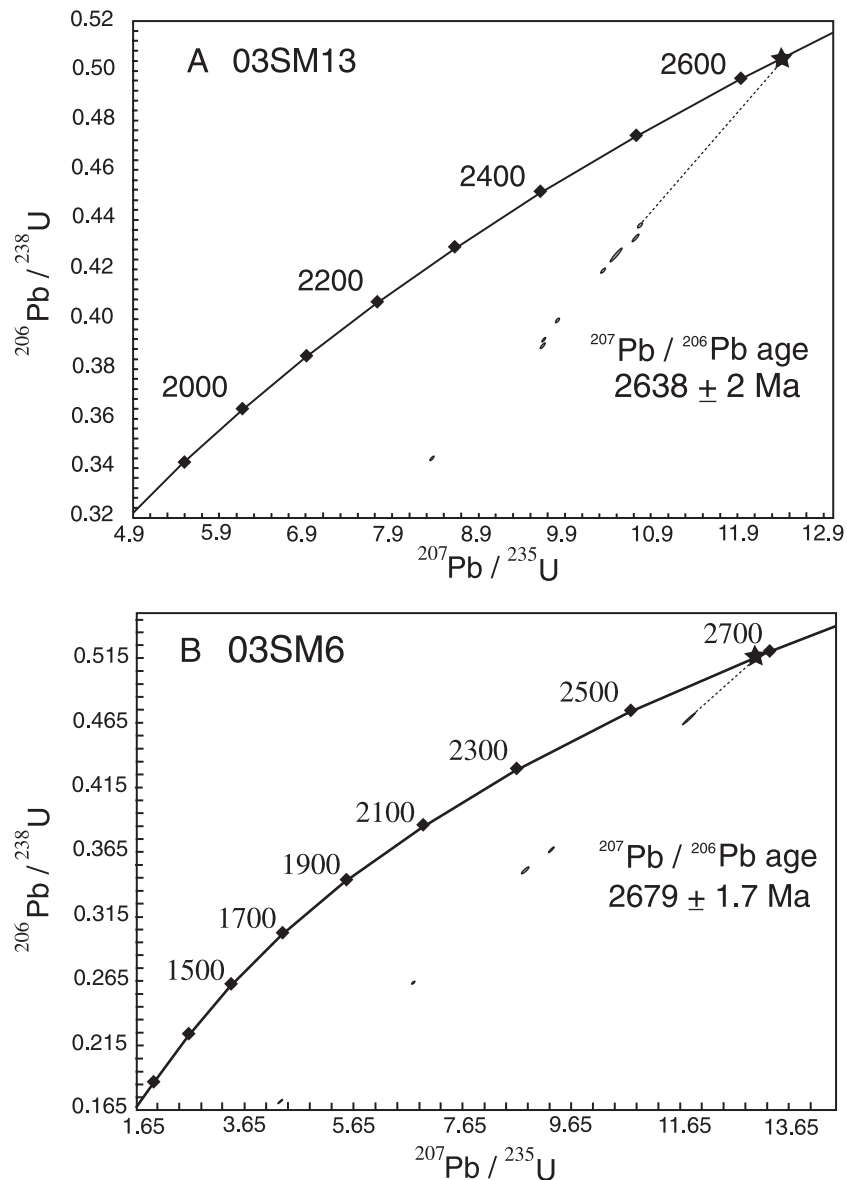 A 03SM13
0.52
0.50
0.48
0.46
0.44
0.42
0.40
0.38
0.36
0.34
0.32
206Pb / 238U
2600
2400
2200
2000
207Pb / 206Pb age
2638 ± 2 Ma
4.9 5.9 6.9 7.9 8.9 9.9 10.9 11.9 12.9
207Pb / 235U
B 03SM6
0.515
0.465
0.415
0.365
0.315
0.265
0.215
0.165
206Pb / 238U
2700
2500
2300
2100
1900
1700
1500
207Pb / 206Pb age
2679 ± 1.7 Ma
1.65 3.65 5.65 7.65 9.65 11.65 13.65
207Pb / 235U